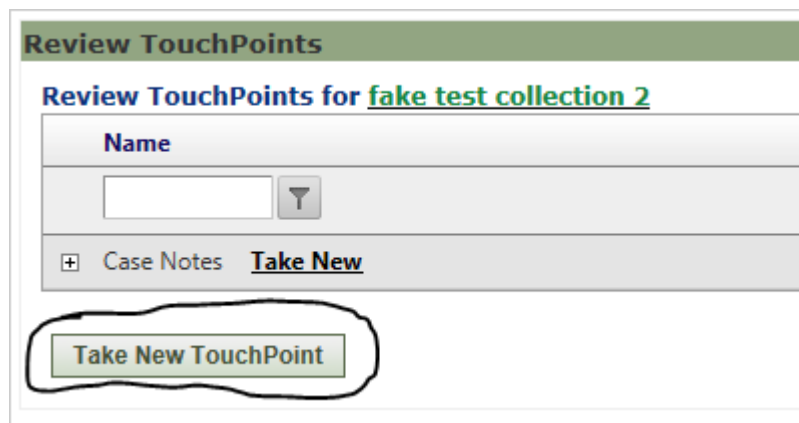 Review TouchPoints
Review TouchPoints for fake test collection 2
Name
Case Notes Take New
Take New TouchPoint